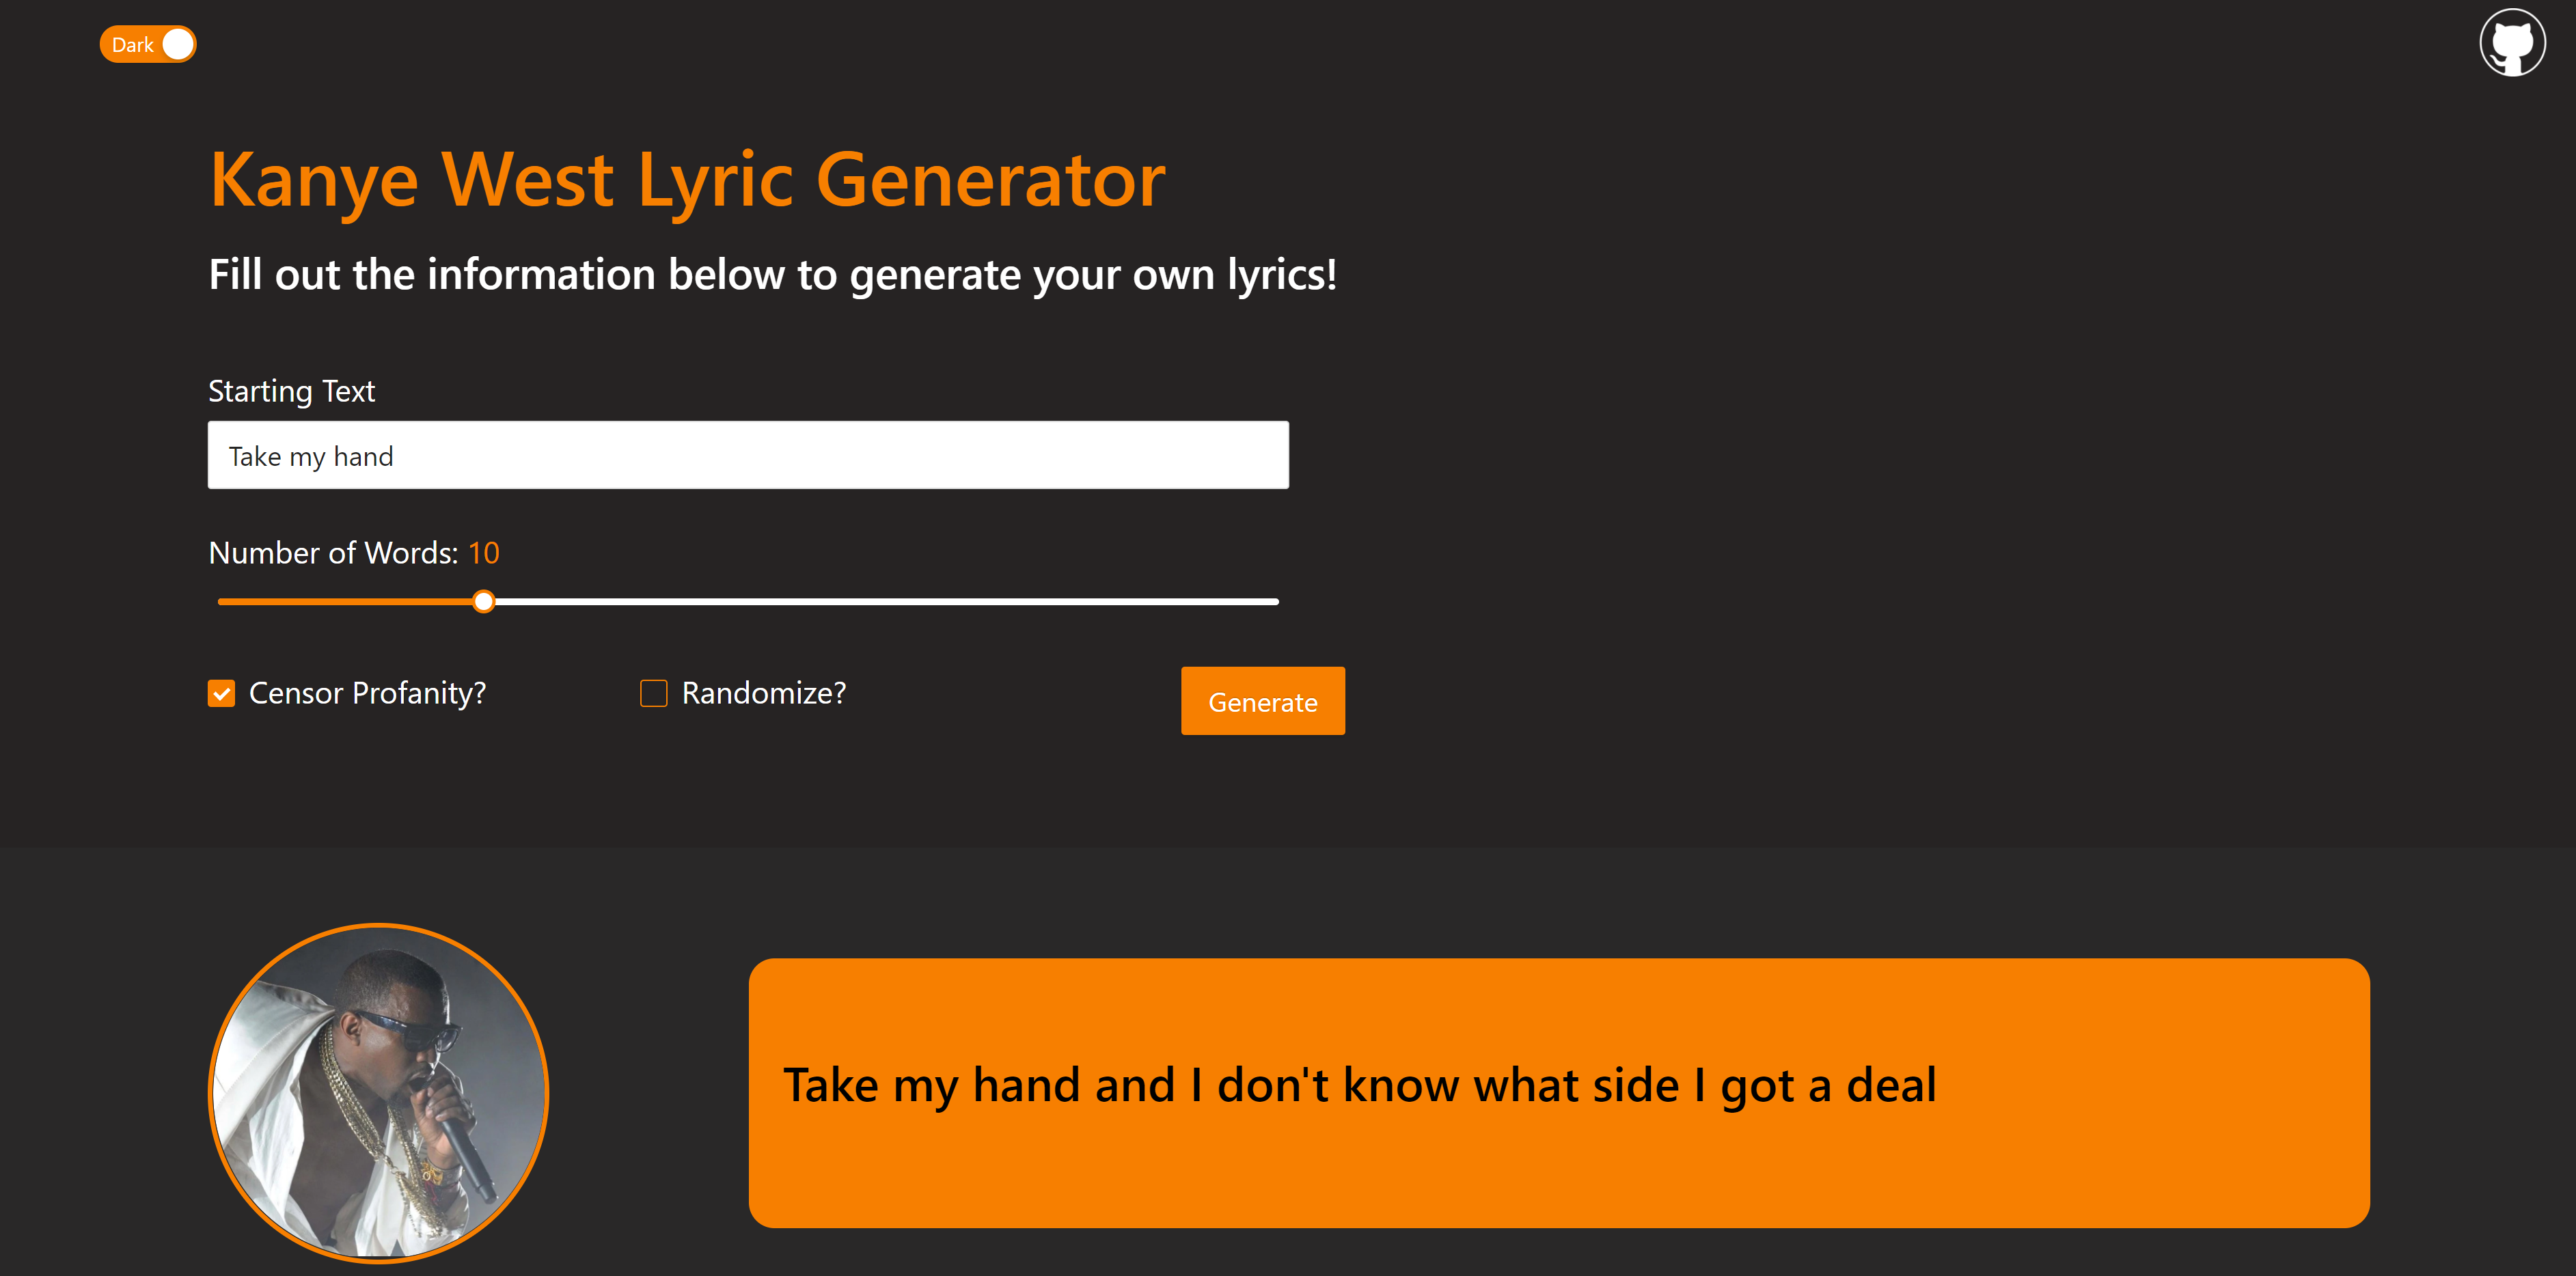 Dark
Kanye West Lyric Generator
Fill out the information below to generate your own lyrics!
Starting Text
Take my hand
Number of Words: 10
Censor Profanity?
Randomize?
Generate
Take my hand and I don't know what side I got a deal